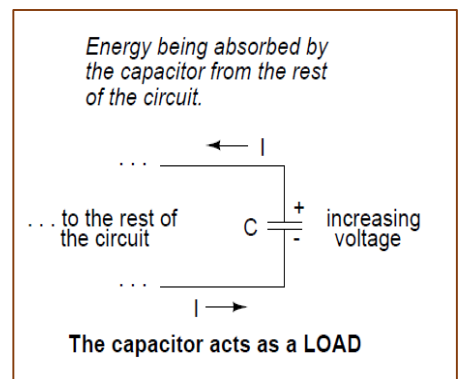 Energy being absorbed by
the capacitor from the rest
of the circuit.
I
. . .
+
. . . to the rest of
the circuit
C
increasing
voltage
-
. . .
I
The capacitor acts as a LOAD